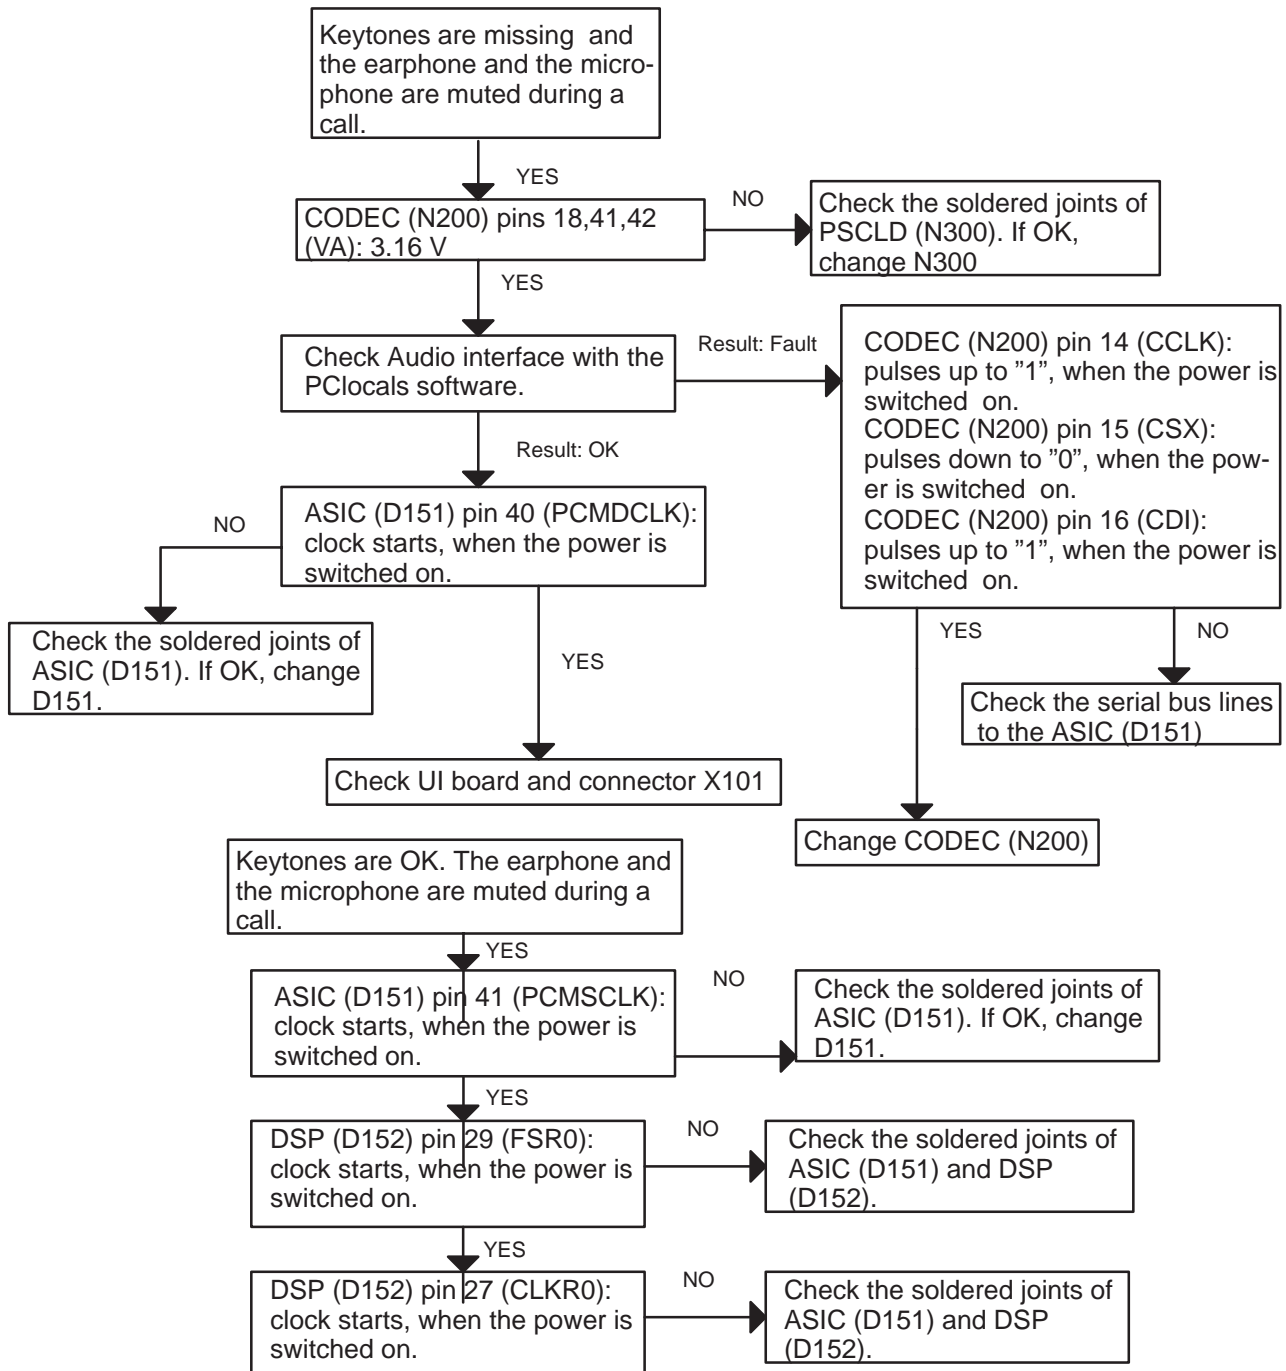 Keytones are missing  and
the earphone and the micro-
phone are muted during a
call.
YES
CODEC (N200) pins 18,41,42
(VA): 3.16 V
NO
Check the soldered joints of
PSCLD (N300). If OK,
change N300
YES
Check Audio interface with the
PClocals software.
Result: Fault
CODEC (N200) pin 14 (CCLK):
pulses up to ”1”, when the power is
switched  on.
CODEC (N200) pin 15 (CSX):
pulses down to ”0”, when the pow-
er is switched  on.
CODEC (N200) pin 16 (CDI):
pulses up to ”1”, when the power is
switched  on.
Result: OK
ASIC (D151) pin 40 (PCMDCLK):
clock starts, when the power is
switched on.
NO
Check the soldered joints of
ASIC (D151). If OK, change
D151.
YES
Check UI board and connector X101
YES
NO
Check the serial bus lines
to the ASIC (D151)
Change CODEC (N200)
Keytones are OK. The earphone and
the microphone are muted during a
call.
YES
ASIC (D151) pin 41 (PCMSCLK):
clock starts, when the power is
switched on.
NO
Check the soldered joints of
ASIC (D151). If OK, change
D151.
YES
DSP (D152) pin 29 (FSR0):
clock starts, when the power is
switched on.
NO
Check the soldered joints of
ASIC (D151) and DSP
(D152).
YES
DSP (D152) pin 27 (CLKR0):
clock starts, when the power is
switched on.
NO
Check the soldered joints of
ASIC (D151) and DSP
(D152).